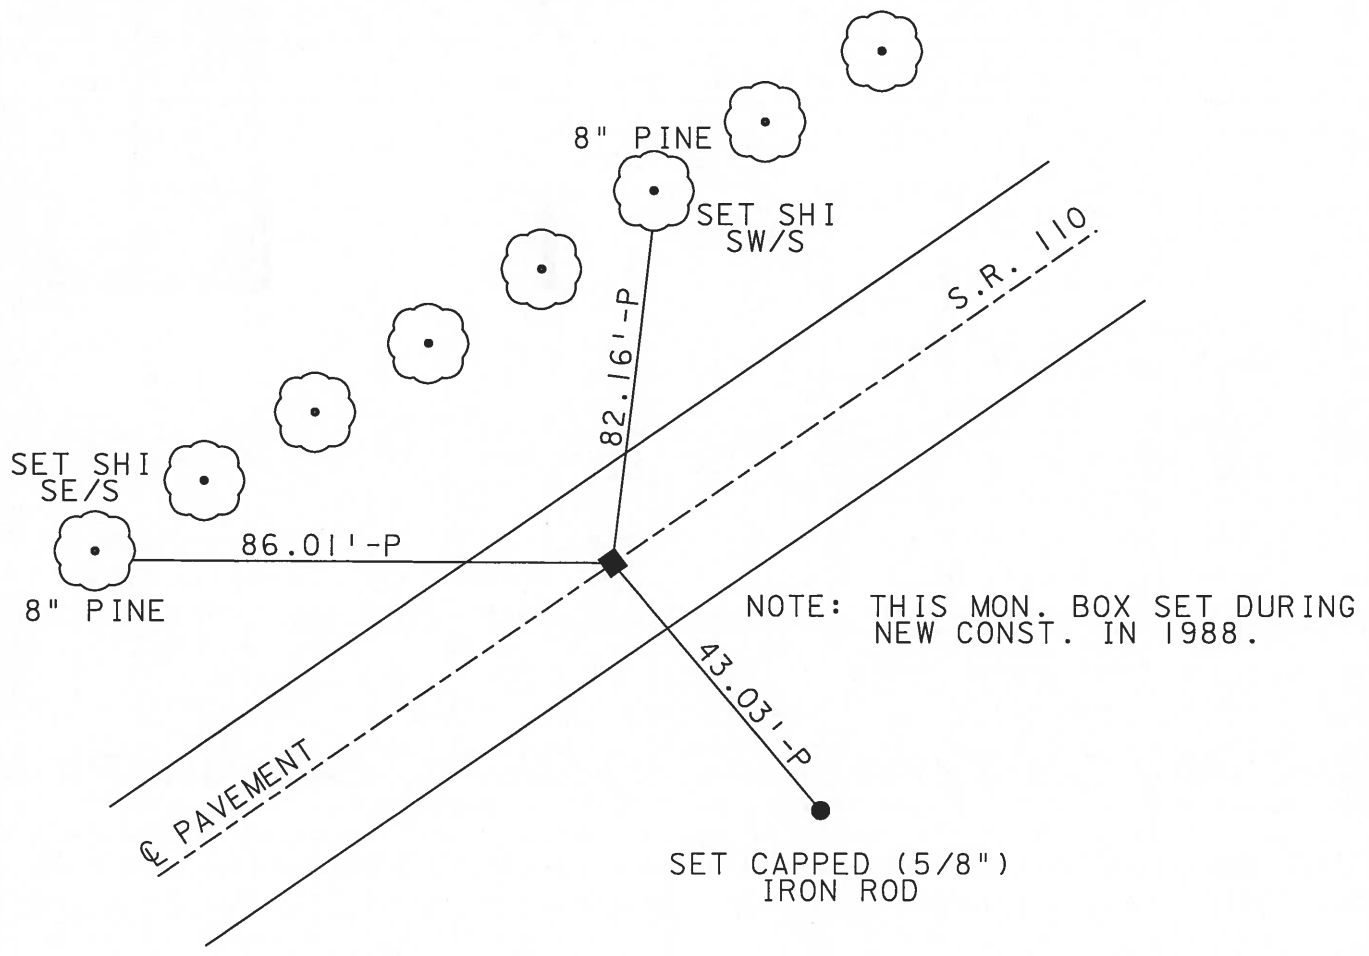 8" PINE
SET SHI
SW/S
S.R. 110
82.16'-P
SET SHI
SE/S
86.01'-P
8" PINE
NOTE: THIS MON. BOX SET DURING
NEW CONST. IN 1988.
43.03'-P
℄ PAVEMENT
SET CAPPED (5/8")
IRON ROD